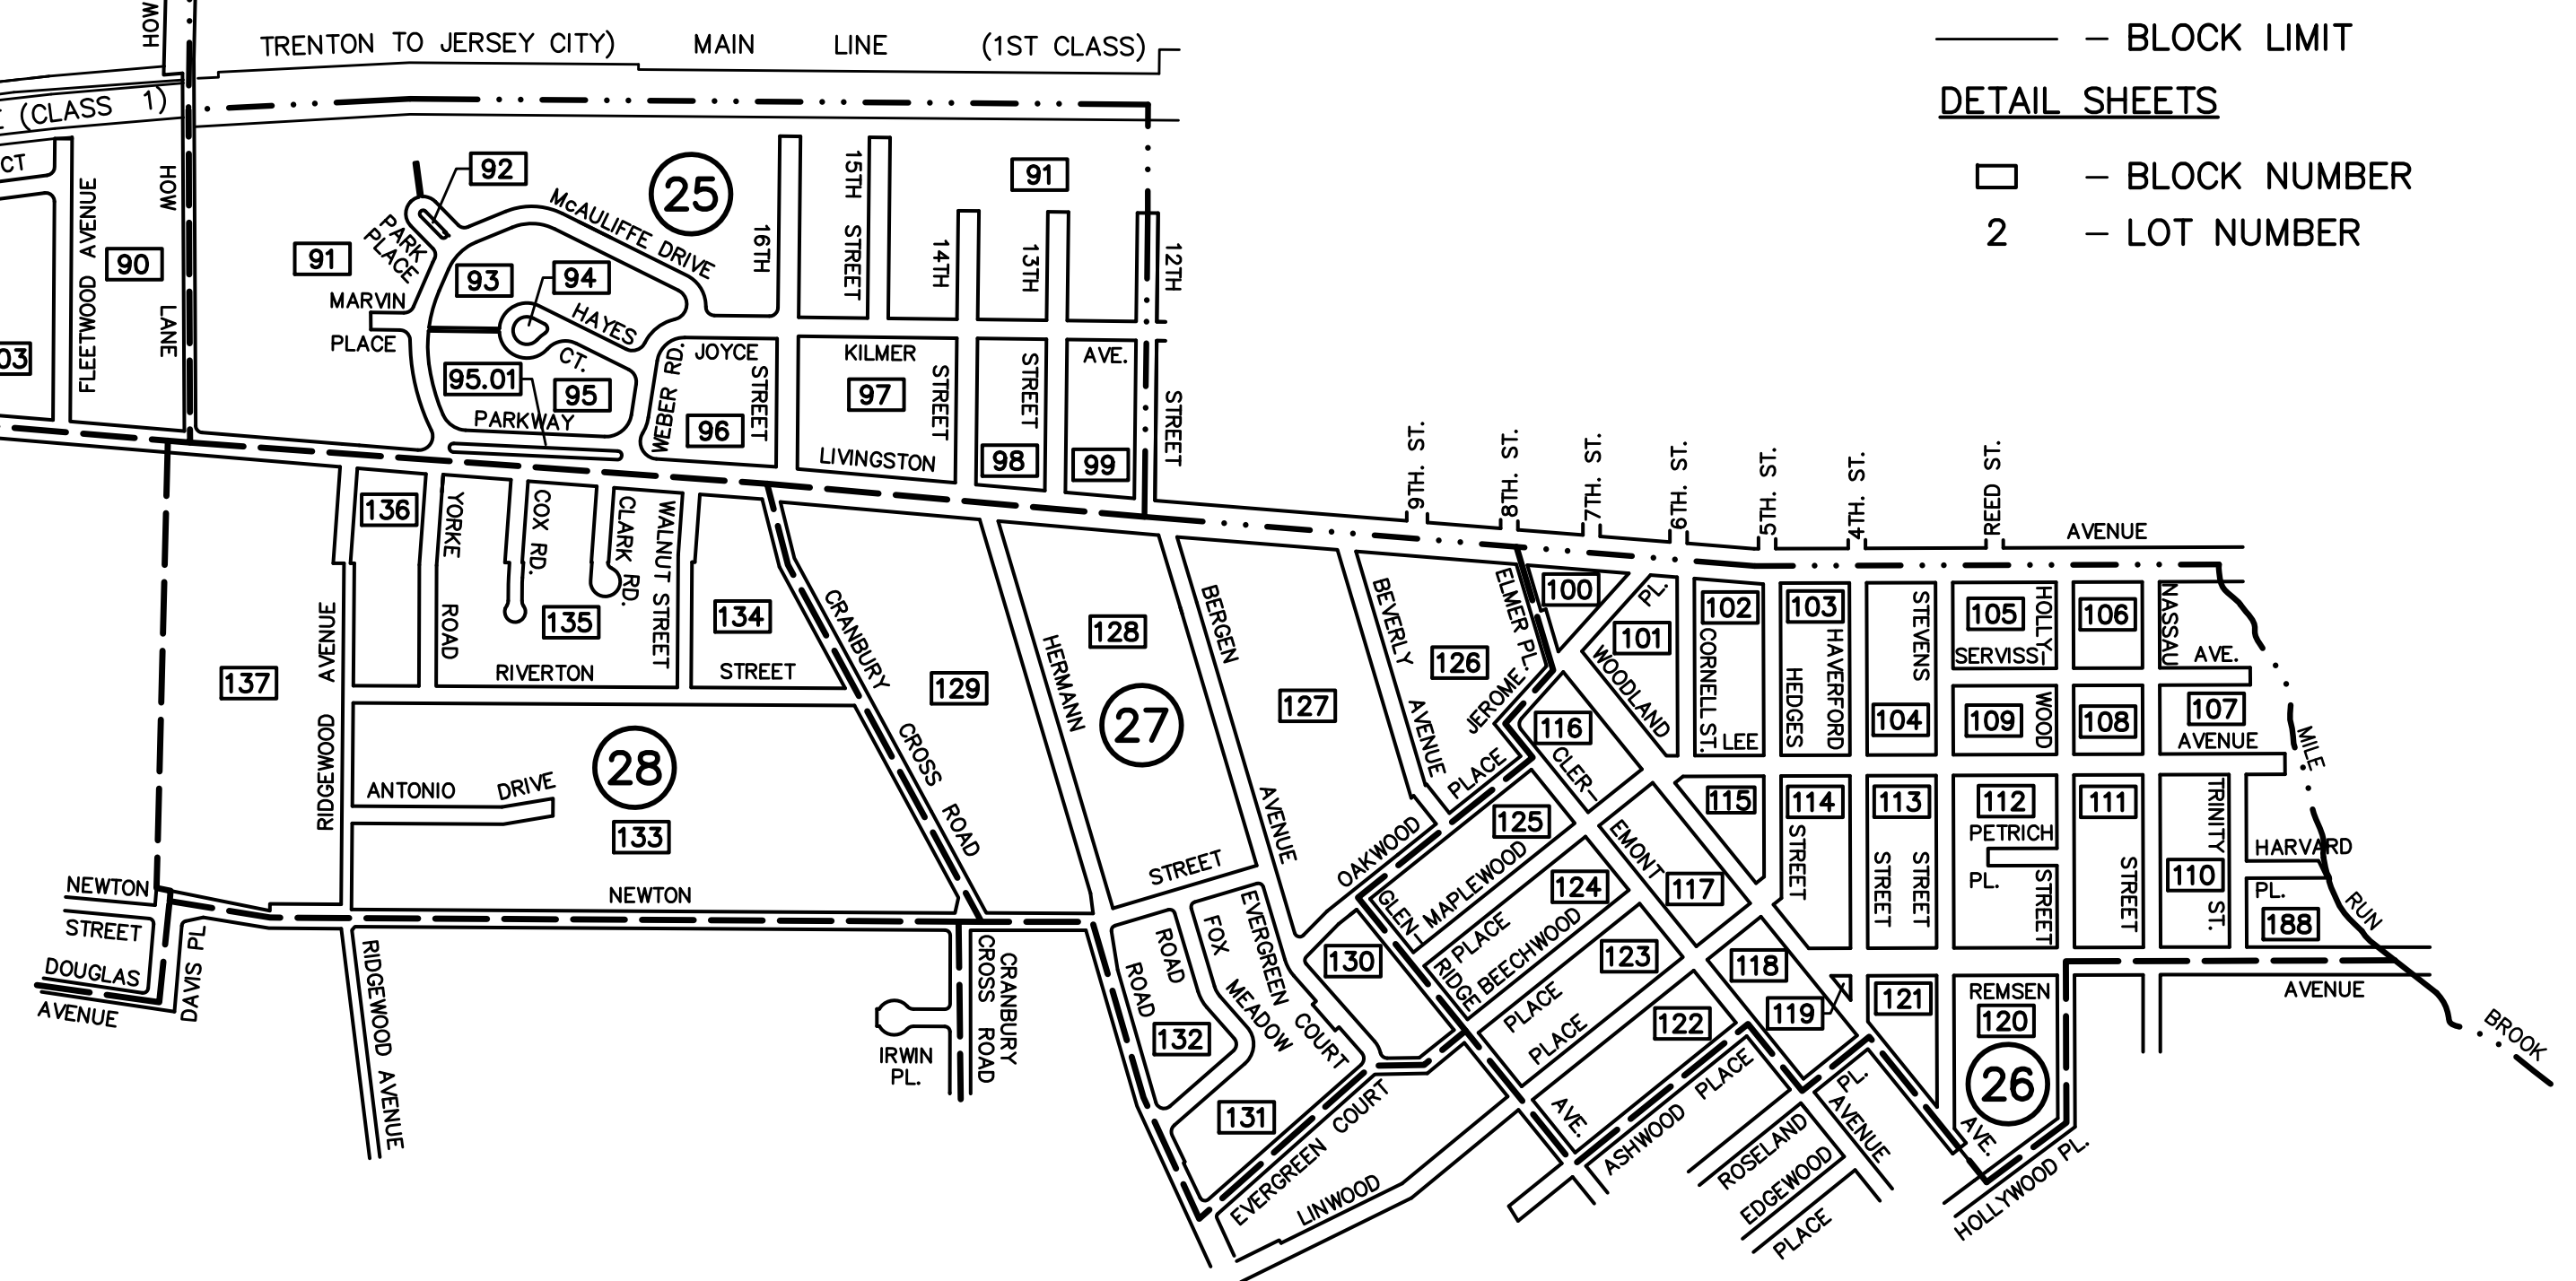 HOW
TRENTON TO JERSEY CITY) MAIN LINE (1ST CLASS)
(CLASS 1)
BLOCK LIMIT
DETAIL SHEETS
– BLOCK NUMBER
2 – LOT NUMBER
CT
FLEETWOOD AVENUE
90
HOW LANE
03
91
92
PARK PLACE
McAULIFFE DRIVE
25
93
94
HAYES CT.
MARVIN PLACE
95.01
95
PARKWAY
WEBER RD.
JOYCE
96
16TH STREET
15TH STREET
KILMER AVE.
97
LIVINGSTON
14TH STREET
91
13TH STREET
98
99
12TH STREET
9TH. ST.
8TH. ST.
7TH. ST.
6TH. ST.
5TH. ST.
4TH. ST.
REED ST.
AVENUE
136
YORKE ROAD
COX RD.
CLARK RD.
WALNUT STREET
135
134
RIVERTON STREET
137
RIDGEWOOD AVENUE
28
ANTONIO DRIVE
133
NEWTON
NEWTON STREET
DOUGLAS AVENUE
DAVIS PL
RIDGEWOOD AVENUE
CRANBURY CROSS ROAD
129
HERMANN
128
27
BERGEN AVENUE
127
BEVERLY AVENUE
126
ELMER PL.
JEROME.
PLACE
STREET
IRWIN PL.
CRANBURY CROSS ROAD
ROAD
132
FOX MEADOW ROAD
EVERGREEN COURT
131
EVERGREEN COURT
130
LINWOOD
OAKWOOD
GLEN-
RIDGE
AVE.
125
MAPLEWOOD PLACE
124
BEECHWOOD PLACE
123
PLACE
122
ASHWOOD PLACE
100
PL.
101
WOODLAND
116
CLER-
EMONT
117
118
119
AVENUE
PL.
ROSELAND
EDGEWOOD
PLACE
102
CORNELL ST.
LEE AVENUE
103
HEDGES STREET
HAVERFORD STREET
115
114
104
STEVENS STREET
113
105
HOLLY-
WOOD
STREET
SERVISS AVE.
106
NASSAU STREET
109
108
107
112
PETRICH PL.
111
TRINITY ST.
110
HARVARD PL.
188
MILE RUN BROOK
121
REMSEN AVE.
120
26
AVENUE
HOLLYWOOD PL.